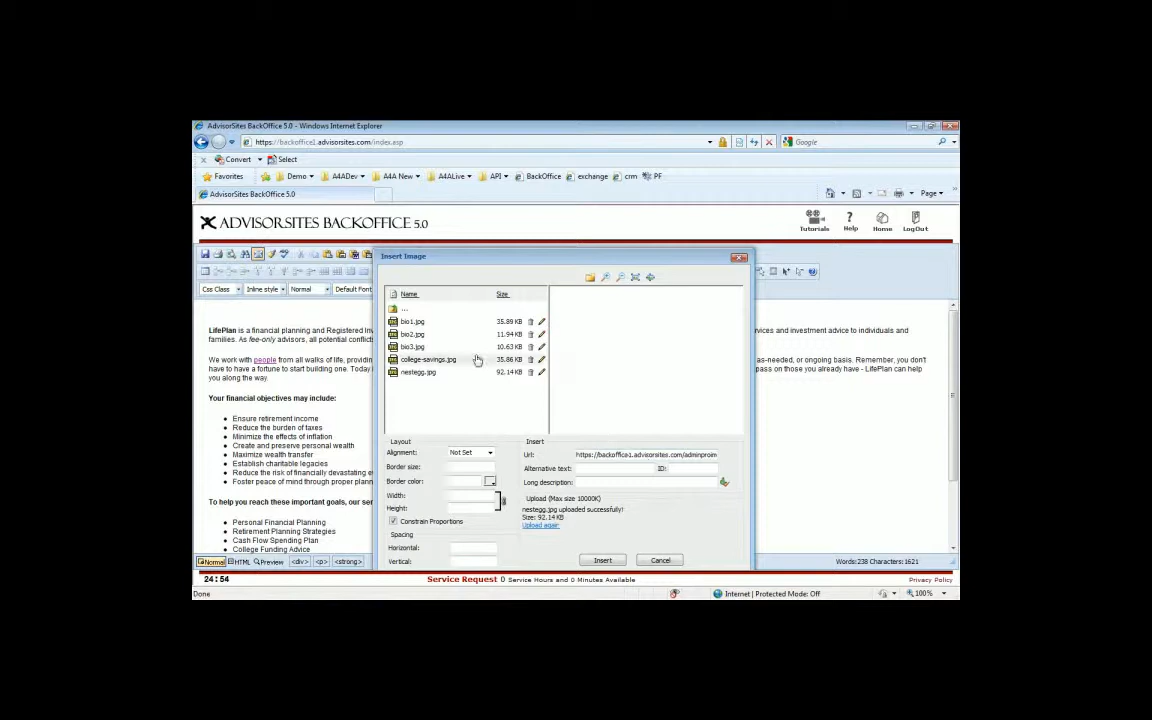 AdvisorSites BackOffice 5.0 - Windows Internet Explorer
https://backoffice1.advisorsites.com/index.asp
Google
Convert Select
Favorites Demo A4ADev A4A New A4ALive API BackOffice exchange crm PF
AdvisorSites BackOffice 5.0
Page
ADVISORSITES BACKOFFICE 5.0
Tutorials Help Home LogOut
Insert Image
Css Class Inline style Normal Default Font
Name Size
...
bio1.jpg 35.89 KB
bio2.jpg 11.94 KB
bio3.jpg 10.63 KB
college-savings.jpg 35.86 KB
nestegg.jpg 92.14 KB
LifePlan is a financial planning and Registered Inv
vices and investment advice to individuals and
families. As fee-only advisors, all potential conflicts
We work with people from all walks of life, providin
as-needed, or ongoing basis. Remember, you don't
have to have a fortune to start building one. Today i
pass on those you already have - LifePlan can help
you along the way.
Your financial objectives may include:
Ensure retirement income
Reduce the burden of taxes
Minimize the effects of inflation
Create and preserve personal wealth
Maximize wealth transfer
Establish charitable legacies
Reduce the risk of financially devastating e
Foster peace of mind through proper plan
To help you reach these important goals, our ser
Personal Financial Planning
Retirement Planning Strategies
Cash Flow Spending Plan
College Funding Advice
Layout
Alignment: Not Set
Border size:
Border color:
Width:
Height:
Constrain Proportions
Spacing
Horizontal:
Vertical:
Insert
Url: https://backoffice1.advisorsites.com/adminproim
Alternative text: ID:
Long description:
Upload (Max size 10000K)
nestegg.jpg uploaded successfully!
Size: 92.14 KB
Upload again
Insert Cancel
Normal HTML Preview <div> <p> <strong>
Words:238 Characters:1621
24:54 Service Request 0 Service Hours and 0 Minutes Available Privacy Policy
Done Internet | Protected Mode: Off 100%